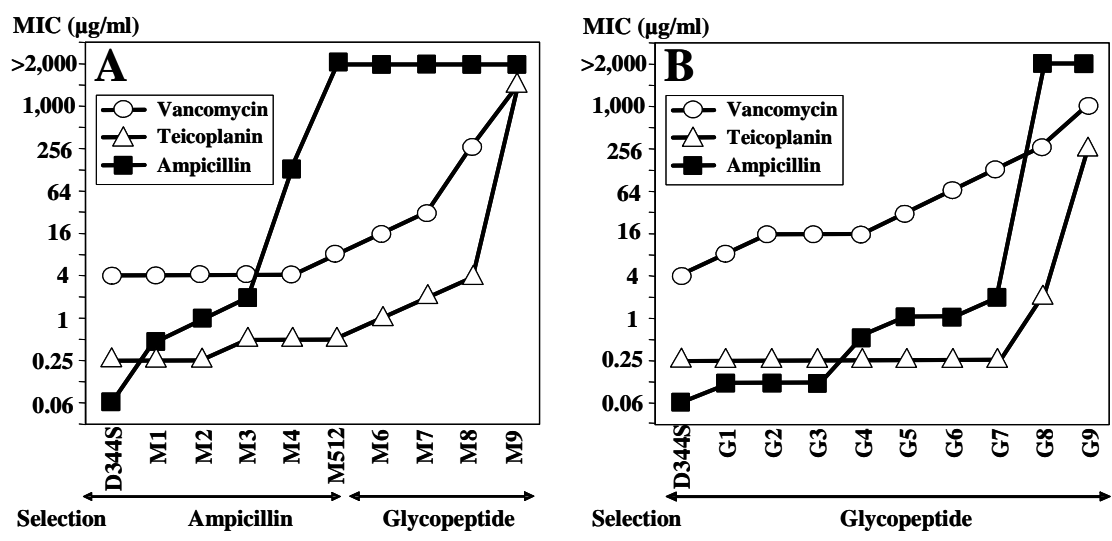 MIC (µg/ml)
A
>2,000
1,000
256
64
16
4
1
0.25
0.06
Vancomycin
Teicoplanin
Ampicillin
D344S
M1
M2
M3
M4
M512
M6
M7
M8
M9
Selection
Ampicillin
Glycopeptide
MIC (µg/ml)
B
>2,000
1,000
256
64
16
4
1
0.25
0.06
Vancomycin
Teicoplanin
Ampicillin
D344S
G1
G2
G3
G4
G5
G6
G7
G8
G9
Selection
Glycopeptide